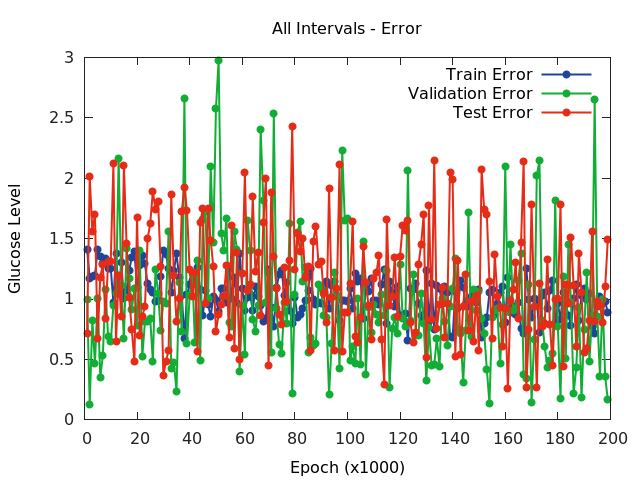 All Intervals - Error
Train Error
Validation Error
Test Error
3
2.5
2
1.5
1
0.5
0
Glucose Level
0 20 40 60 80 100 120 140 160 180 200
Epoch (x1000)